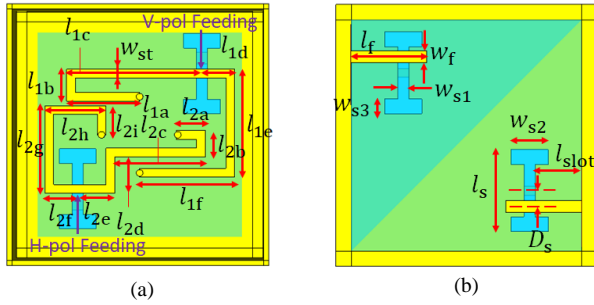 V-pol Feeding
l1c
wst
l1d
l1b
l1a
l2a
l2h
l2i
l2c
l1e
l2g
l2b
l2f
l2e
l2d
l1f
H-pol Feeding
(a)
lf
wf
ws1
ws3
ws2
lslot
ls
Ds
(b)